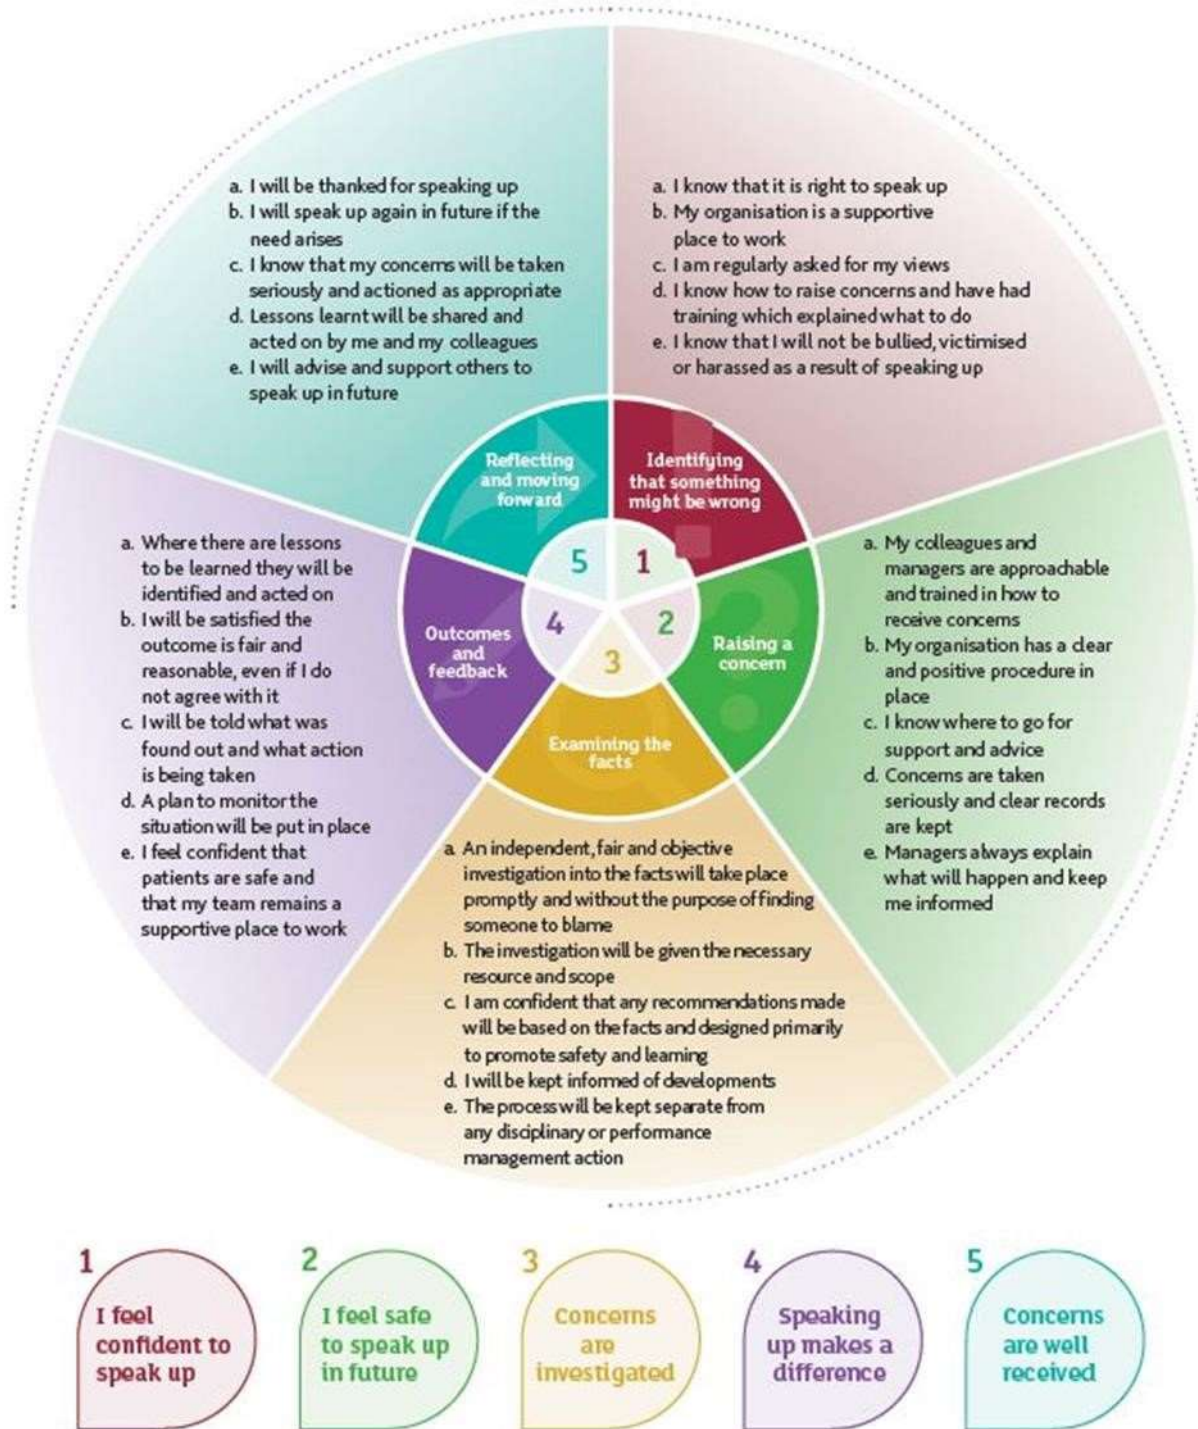 a. I will be thanked for speaking up
b. I will speak up again in future if the
need arises
c. I know that my concerns will be taken
seriously and actioned as appropriate
d. Lessons learnt will be shared and
acted on by me and my colleagues
e. I will advise and support others to
speak up in future
a. I know that it is right to speak up
b. My organisation is a supportive
place to work
c. I am regularly asked for my views
d. I know how to raise concerns and have had
training which explained what to do
e. I know that I will not be bullied, victimised
or harassed as a result of speaking up
Reflecting
and moving
forward
Identifying
that something
might be wrong
5
1
4
2
3
Outcomes
and
feedback
Raising a
concern
Examining the
facts
a. Where there are lessons
to be learned they will be
identified and acted on
b. I will be satisfied the
outcome is fair and
reasonable, even if I do
not agree with it
c. I will be told what was
found out and what action
is being taken
d. A plan to monitor the
situation will be put in place
e. I feel confident that
patients are safe and
that my team remains a
supportive place to work
a. My colleagues and
managers are approachable
and trained in how to
receive concerns
b. My organisation has a clear
and positive procedure in
place
c. I know where to go for
support and advice
d. Concerns are taken
seriously and clear records
are kept
e. Managers always explain
what will happen and keep
me informed
a. An independent, fair and objective
investigation into the facts will take place
promptly and without the purpose of finding
someone to blame
b. The investigation will be given the necessary
resource and scope
c. I am confident that any recommendations made
will be based on the facts and designed primarily
to promote safety and learning
d. I will be kept informed of developments
e. The process will be kept separate from
any disciplinary or performance
management action
1
I feel
confident to
speak up
2
I feel safe
to speak up
in future
3
Concerns
are
investigated
4
Speaking
up makes a
difference
5
Concerns
are well
received